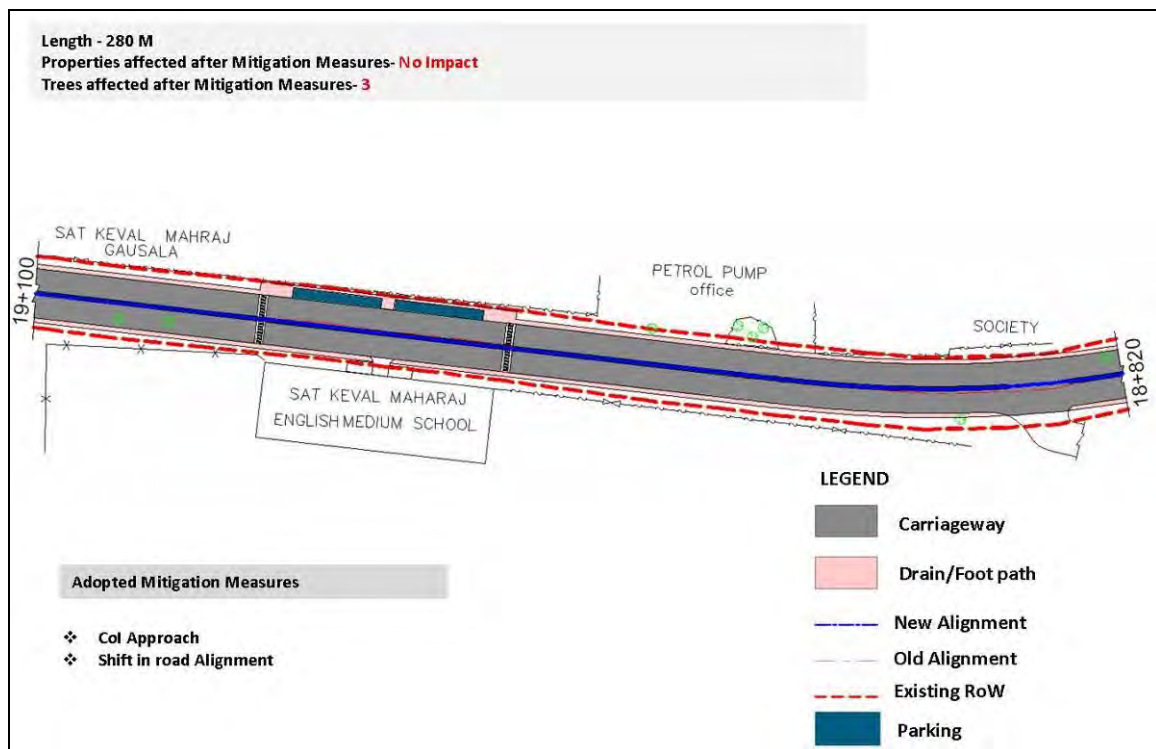 Length - 280 M
Properties affected after Mitigation Measures- No Impact
Trees affected after Mitigation Measures- 3
SAT KEVAL MAHRAJ
GAUSALA
19+100
PETROL PUMP
office
SOCIETY
18+820
SAT KEVAL MAHARAJ
ENGLISH MEDIUM SCHOOL
LEGEND
Carriageway
Drain/Foot path
New Alignment
Old Alignment
Existing RoW
Parking
Adopted Mitigation Measures
❖ CoI Approach
❖ Shift in road Alignment